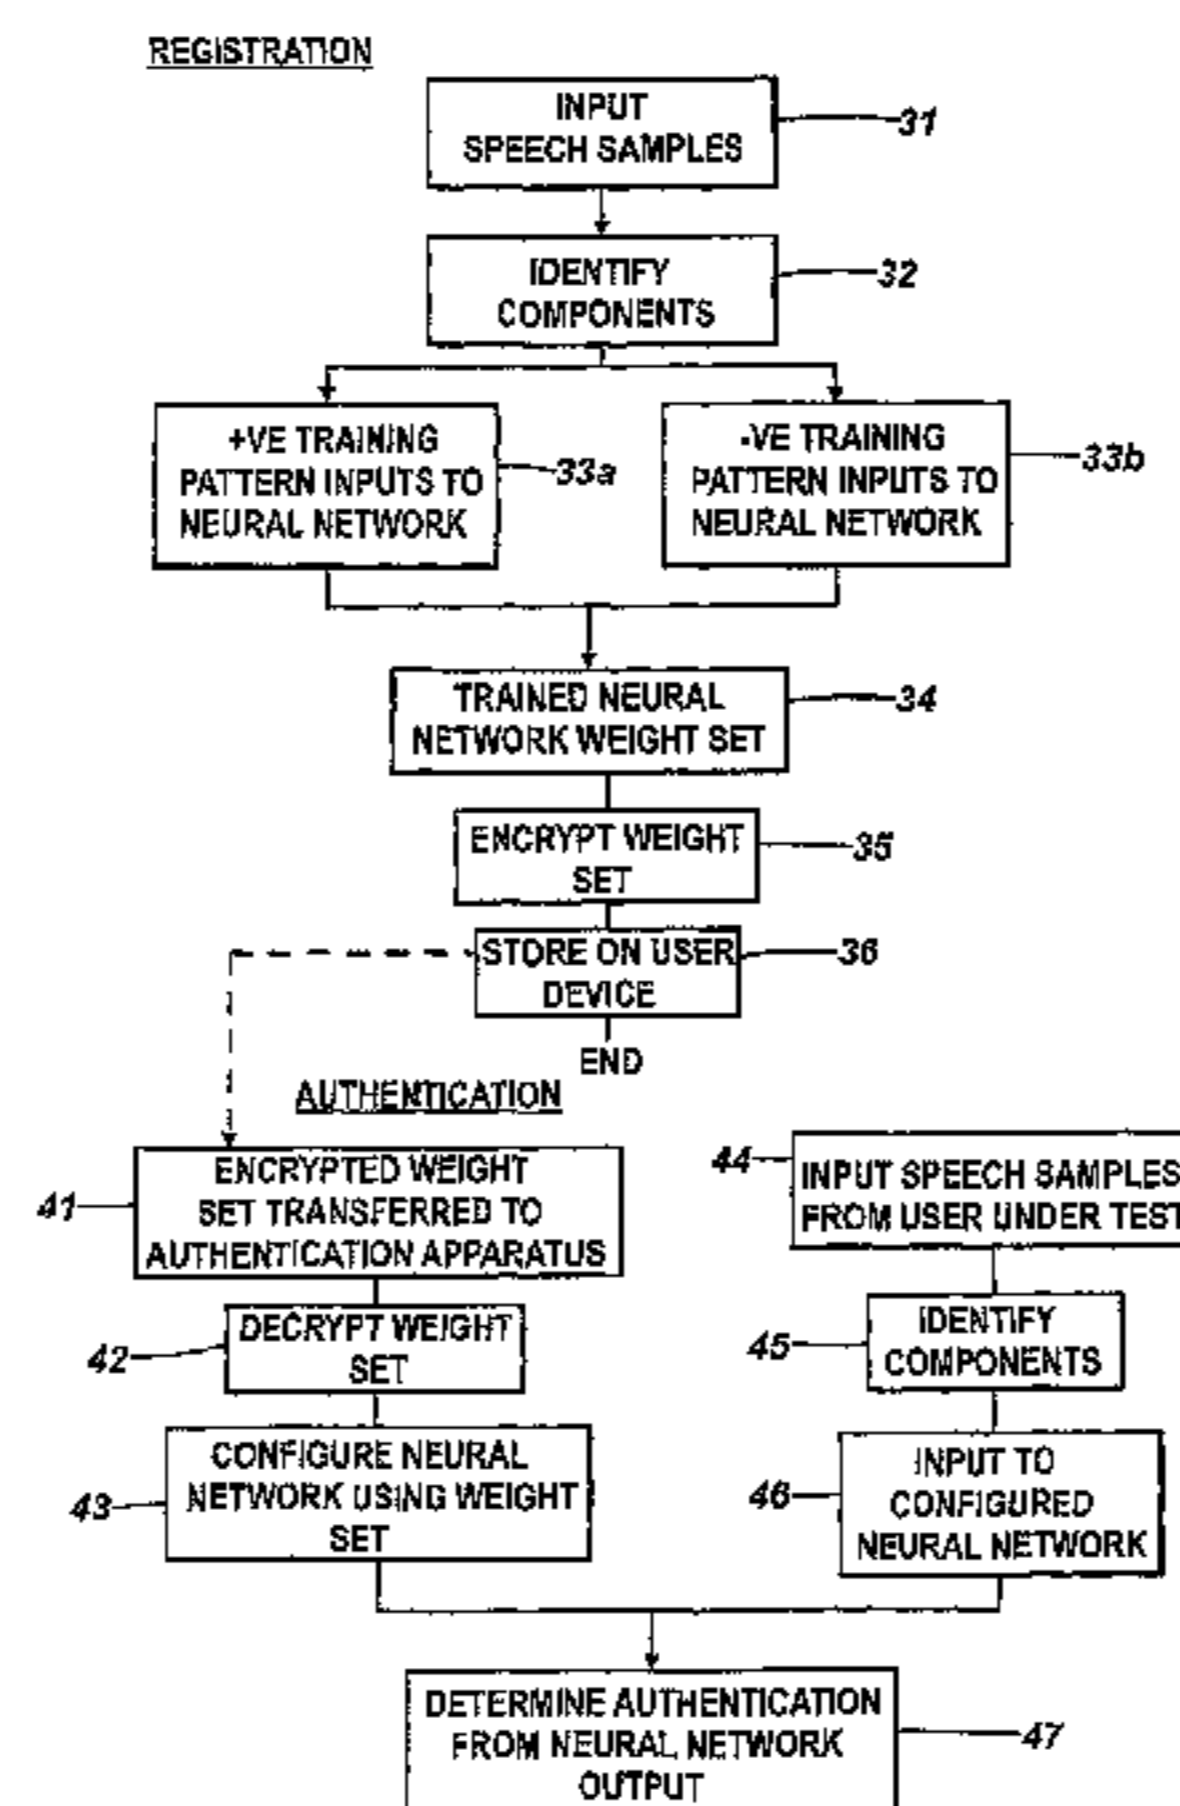 REGISTRATION
INPUT
SPEECH SAMPLES
31
IDENTIFY
COMPONENTS
32
+VE TRAINING
PATTERN INPUTS TO
NEURAL NETWORK
33a
-VE TRAINING
PATTERN INPUTS TO
NEURAL NETWORK
33b
TRAINED NEURAL
NETWORK WEIGHT SET
34
ENCRYPT WEIGHT
SET
35
STORE ON USER
DEVICE
36
END
AUTHENTICATION
ENCRYPTED WEIGHT
SET TRANSFERRED TO
AUTHENTICATION APPARATUS
41
DECRYPT WEIGHT
SET
42
CONFIGURE NEURAL
NETWORK USING WEIGHT
SET
43
44
INPUT SPEECH SAMPLES
FROM USER UNDER TEST
45
IDENTIFY
COMPONENTS
46
INPUT TO
CONFIGURED
NEURAL NETWORK
DETERMINE AUTHENTICATION
FROM NEURAL NETWORK
OUTPUT
47